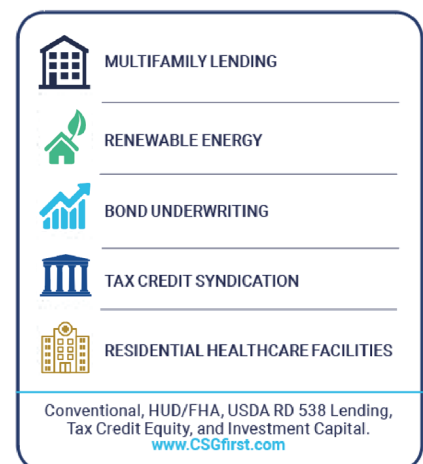 MULTIFAMILY LENDING
RENEWABLE ENERGY
BOND UNDERWRITING
TAX CREDIT SYNDICATION
RESIDENTIAL HEALTHCARE FACILITIES
Conventional, HUD/FHA, USDA RD 538 Lending,
Tax Credit Equity, and Investment Capital.
www.CSGfirst.com